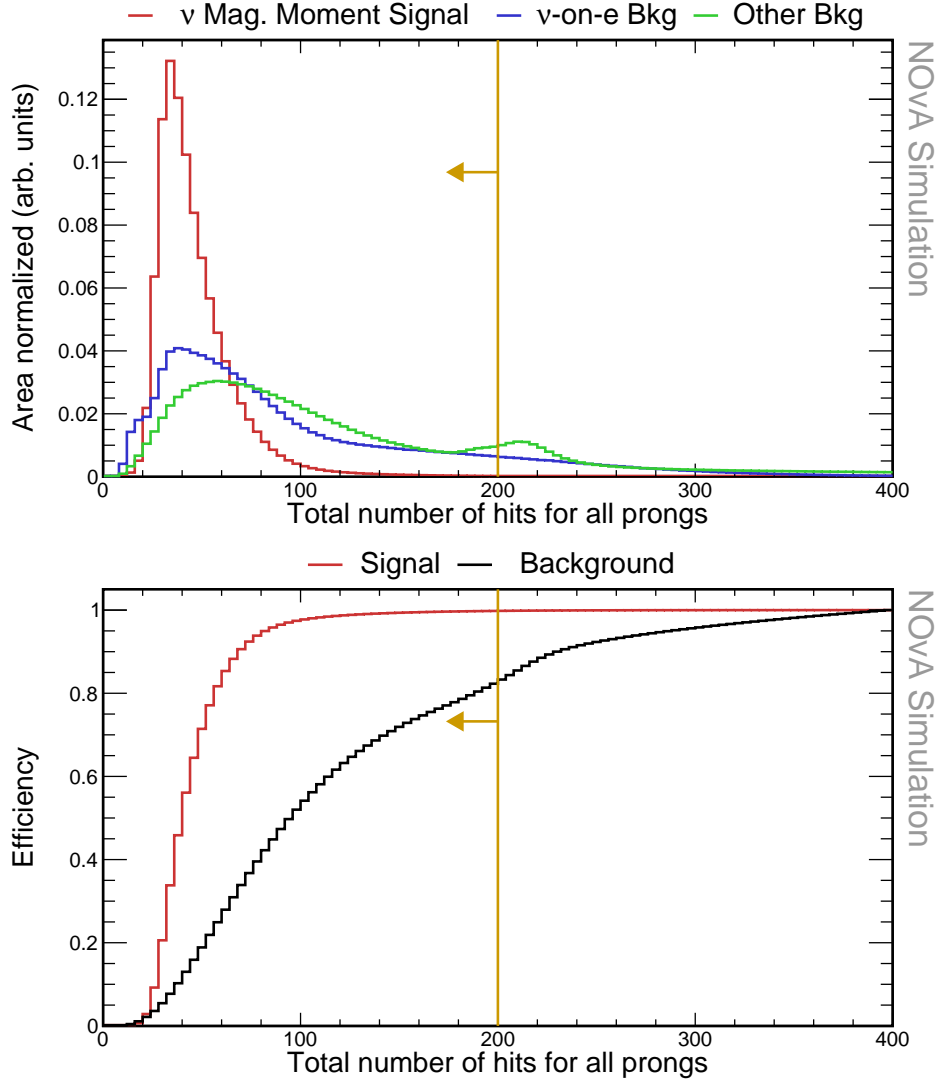 ν Mag. Moment Signal ν-on-e Bkg Other Bkg
0.12
0.1
0.08
0.06
0.04
0.02
0
Area normalized (arb. units)
0 100 200 300 400
Total number of hits for all prongs
NOvA Simulation
Signal Background
1
0.8
0.6
0.4
0.2
0
Efficiency
0 100 200 300 400
Total number of hits for all prongs
NOvA Simulation